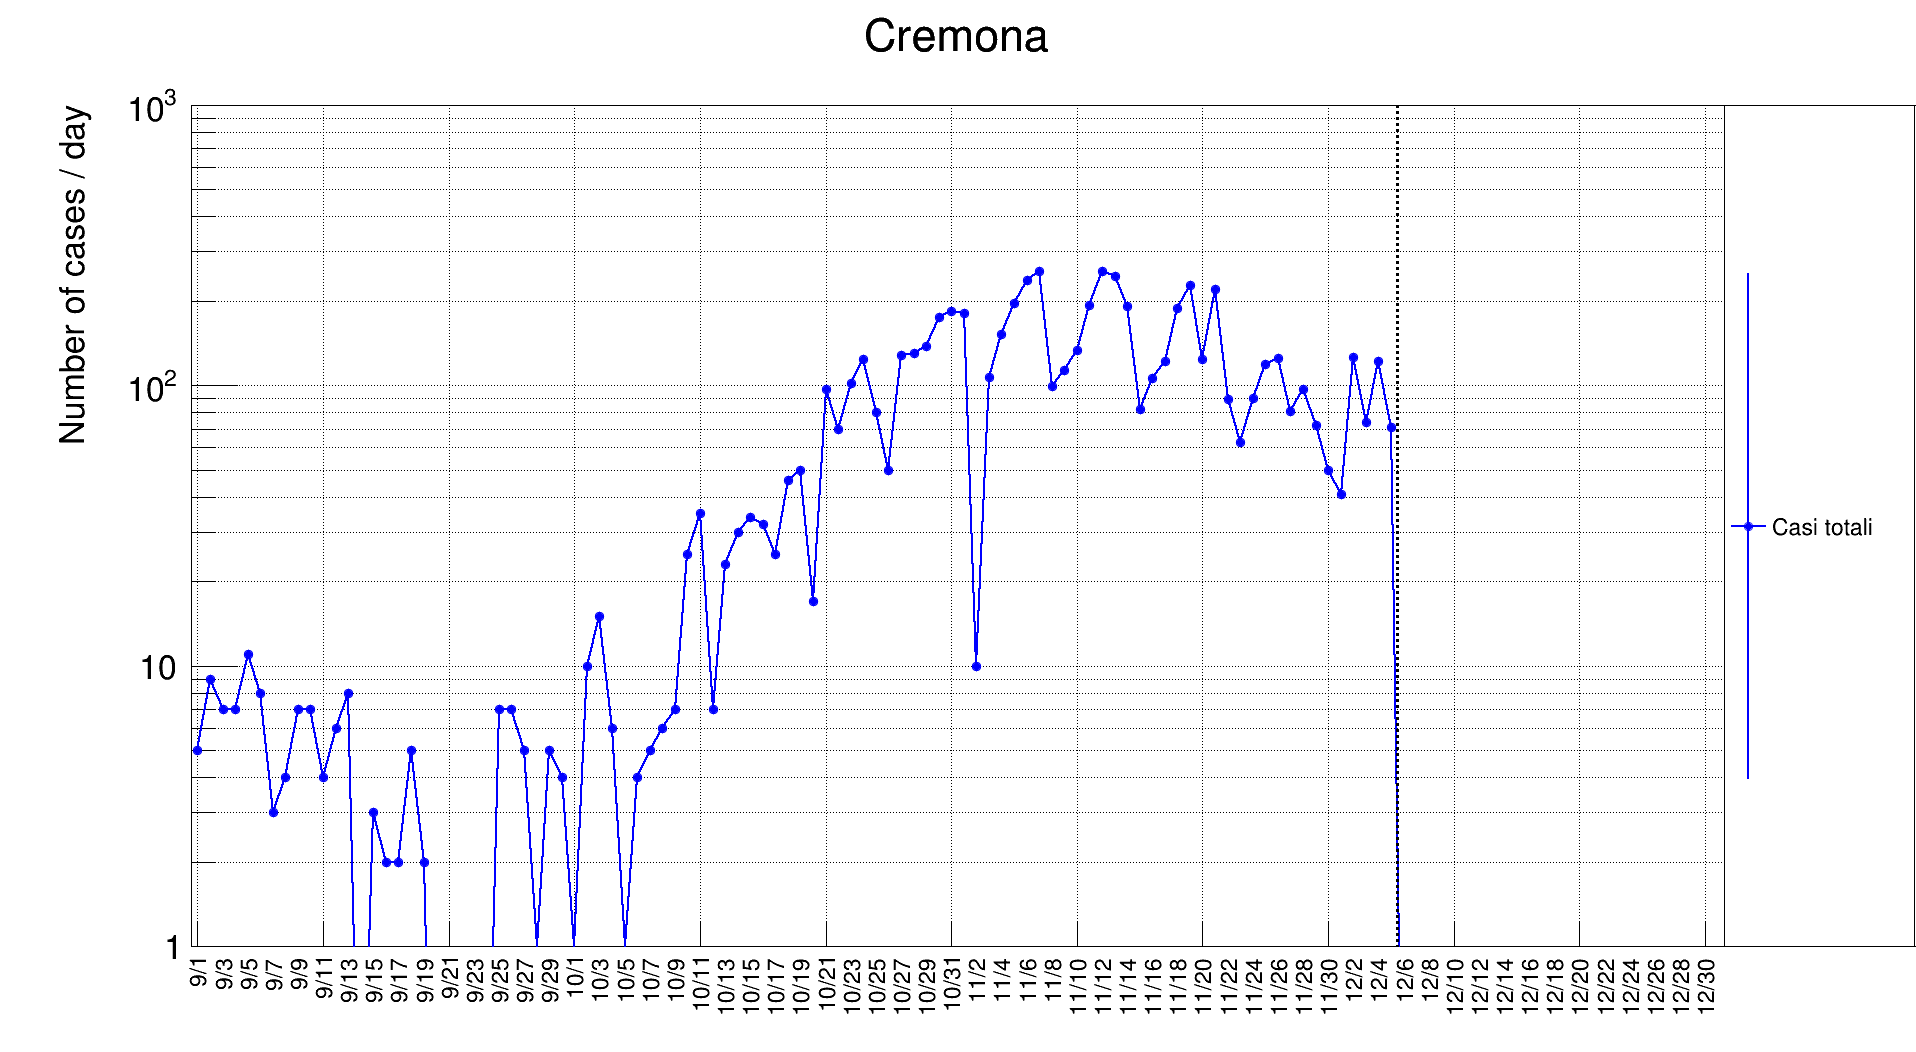 Cremona
Number of cases / day
10³
10²
10
1
9/1 9/3 9/5 9/7 9/9 9/11 9/13 9/15 9/17 9/19 9/21 9/23 9/25 9/27 9/29 10/1 10/3 10/5 10/7 10/9 10/11 10/13 10/15 10/17 10/19 10/21 10/23 10/25 10/27 10/29 10/31 11/2 11/4 11/6 11/8 11/10 11/12 11/14 11/16 11/18 11/20 11/22 11/24 11/26 11/28 11/30 12/2 12/4 12/6 12/8 12/10 12/12 12/14 12/16 12/18 12/20 12/22 12/24 12/26 12/28 12/30
Casi totali